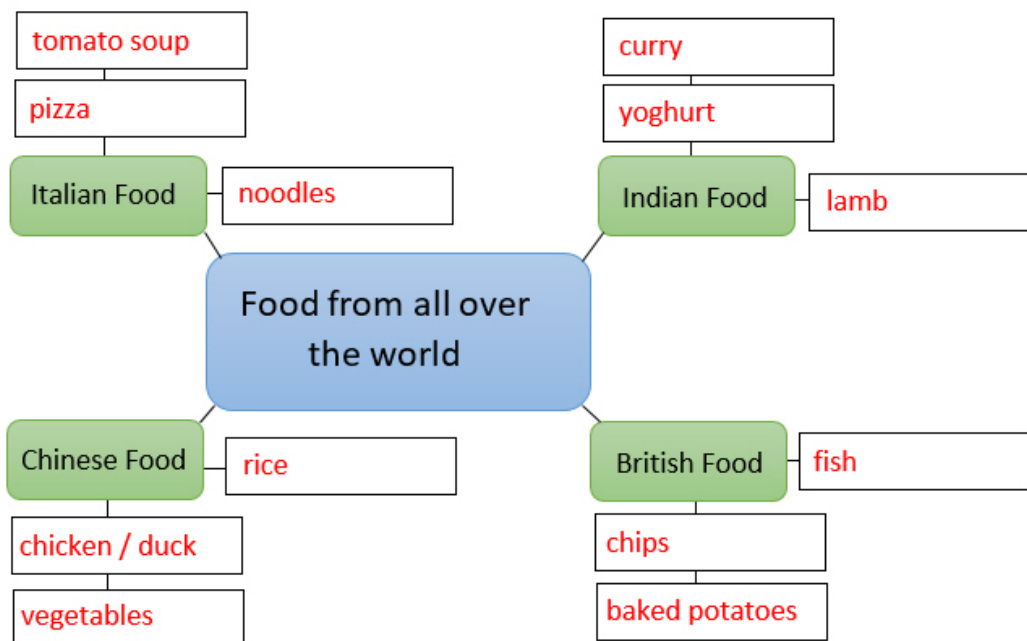 tomato soup
pizza
Italian Food
noodles
curry
yoghurt
Indian Food
lamb
Food from all over
the world
Chinese Food
rice
chicken / duck
vegetables
British Food
fish
chips
baked potatoes